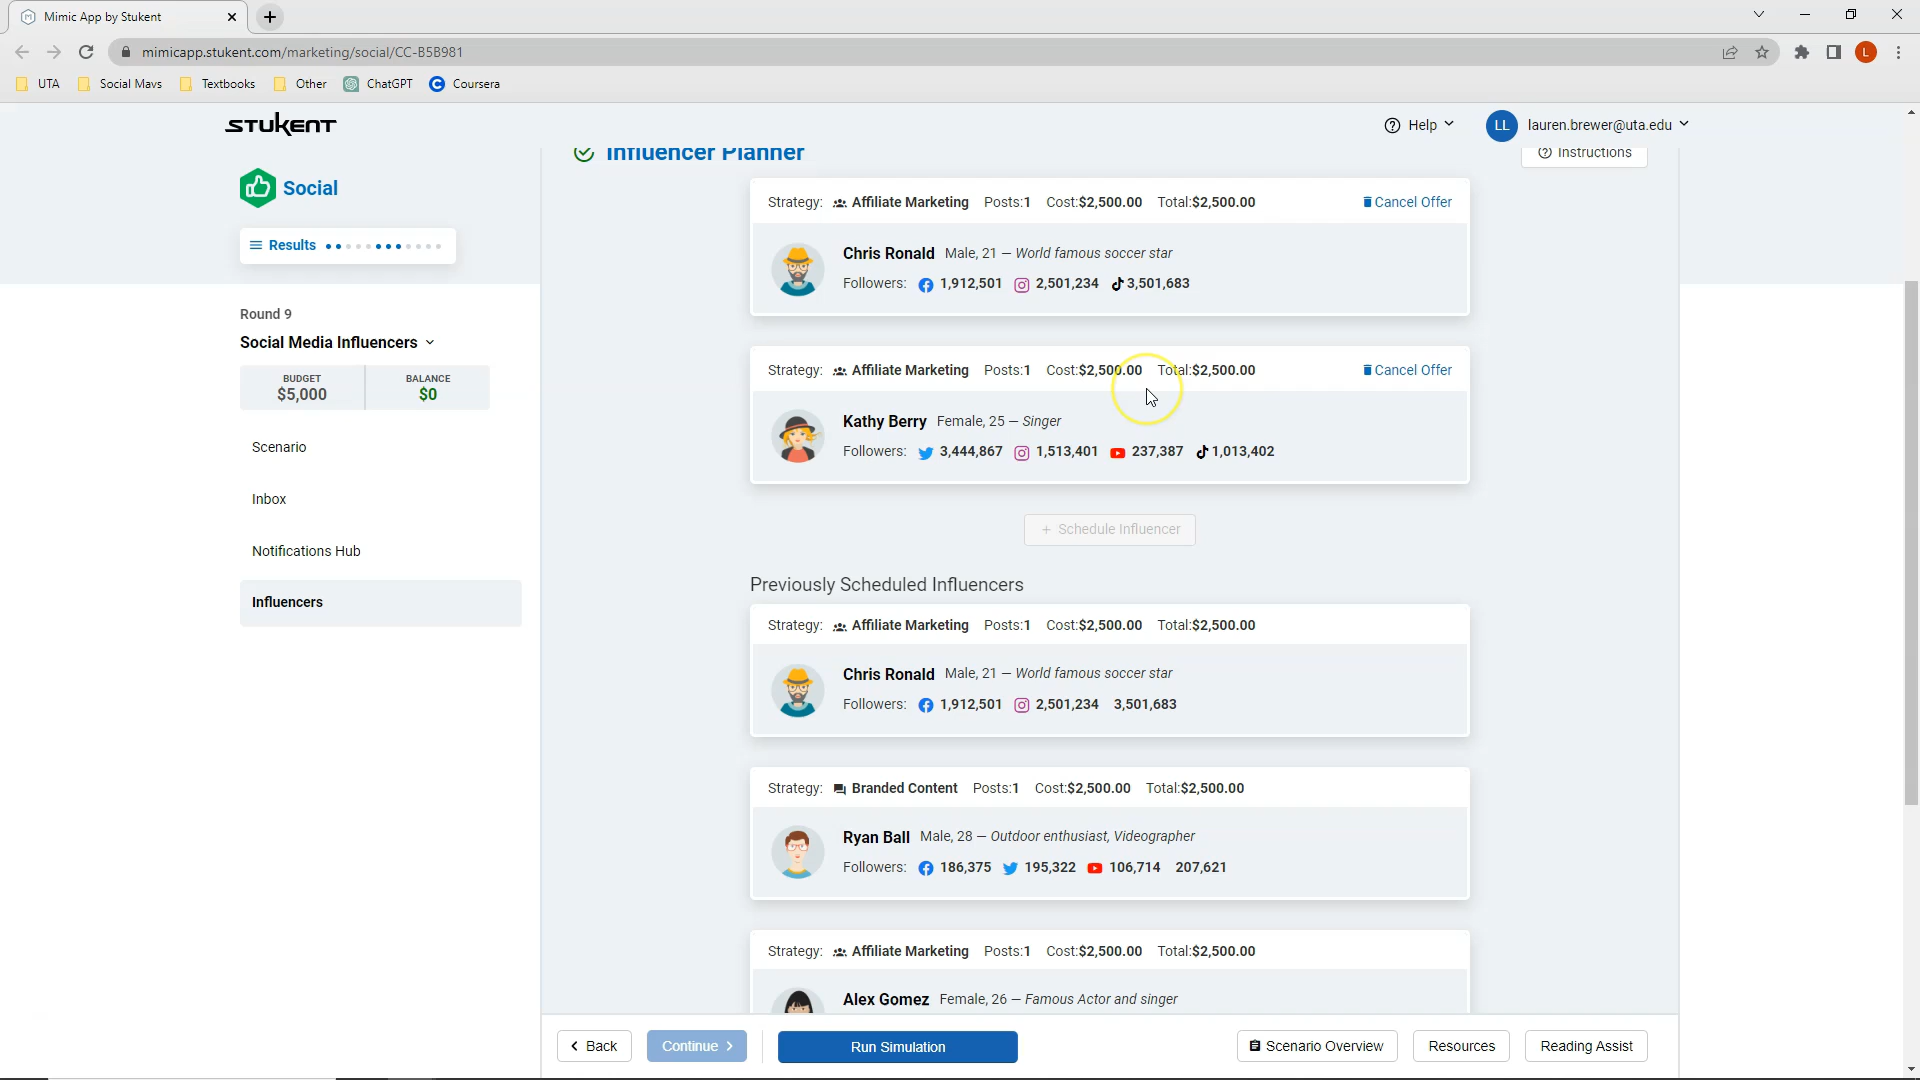 Mimic App by Stukent
mimicapp.stukent.com/marketing/social/CC-B5B981
L
UTA Social Mavs Textbooks Other ChatGPT Coursera
STUKENT
Help
LL lauren.brewer@uta.edu
Influencer Planner
Instructions
Social
Results
Round 9
Social Media Influencers
BUDGET
$5,000
BALANCE
$0
Scenario
Inbox
Notifications Hub
Influencers
Strategy: Affiliate Marketing Posts:1 Cost:$2,500.00 Total:$2,500.00 Cancel Offer
Chris Ronald Male, 21 — World famous soccer star
Followers: 1,912,501 2,501,234 3,501,683
Strategy: Affiliate Marketing Posts:1 Cost:$2,500.00 Total:$2,500.00 Cancel Offer
Kathy Berry Female, 25 — Singer
Followers: 3,444,867 1,513,401 237,387 1,013,402
+ Schedule Influencer
Previously Scheduled Influencers
Strategy: Affiliate Marketing Posts:1 Cost:$2,500.00 Total:$2,500.00
Chris Ronald Male, 21 — World famous soccer star
Followers: 1,912,501 2,501,234 3,501,683
Strategy: Branded Content Posts:1 Cost:$2,500.00 Total:$2,500.00
Ryan Ball Male, 28 — Outdoor enthusiast, Videographer
Followers: 186,375 195,322 106,714 207,621
Strategy: Affiliate Marketing Posts:1 Cost:$2,500.00 Total:$2,500.00
Alex Gomez Female, 26 — Famous Actor and singer
Back
Continue
Run Simulation
Scenario Overview
Resources
Reading Assist